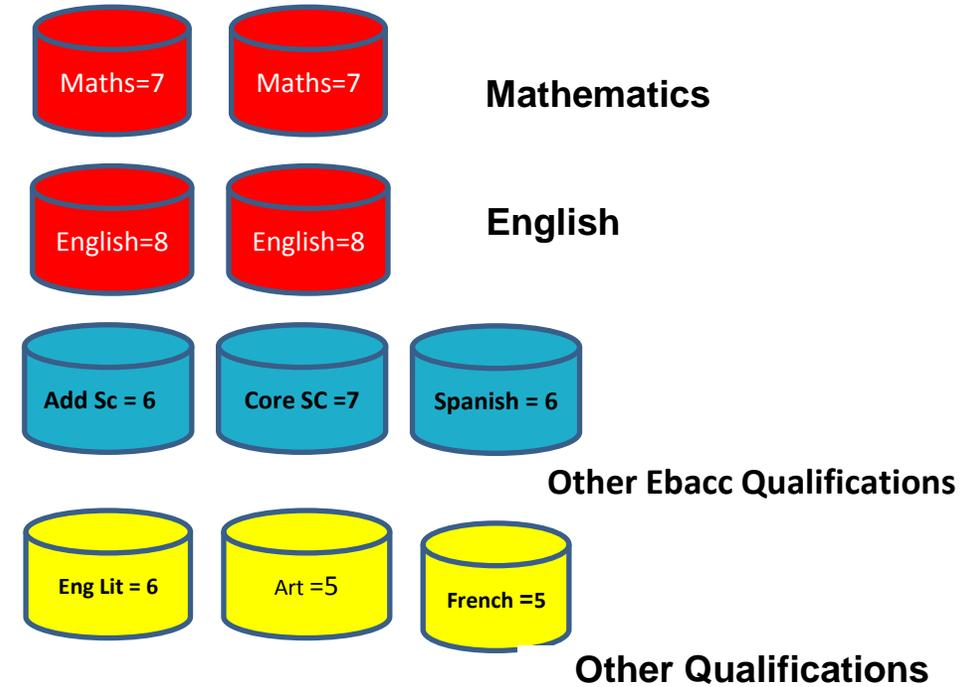 Maths=7 Maths=7 Mathematics
English=8 English=8 English
Add Sc = 6 Core SC =7 Spanish = 6
Other Ebacc Qualifications
Eng Lit = 6 Art =5 French =5
Other Qualifications